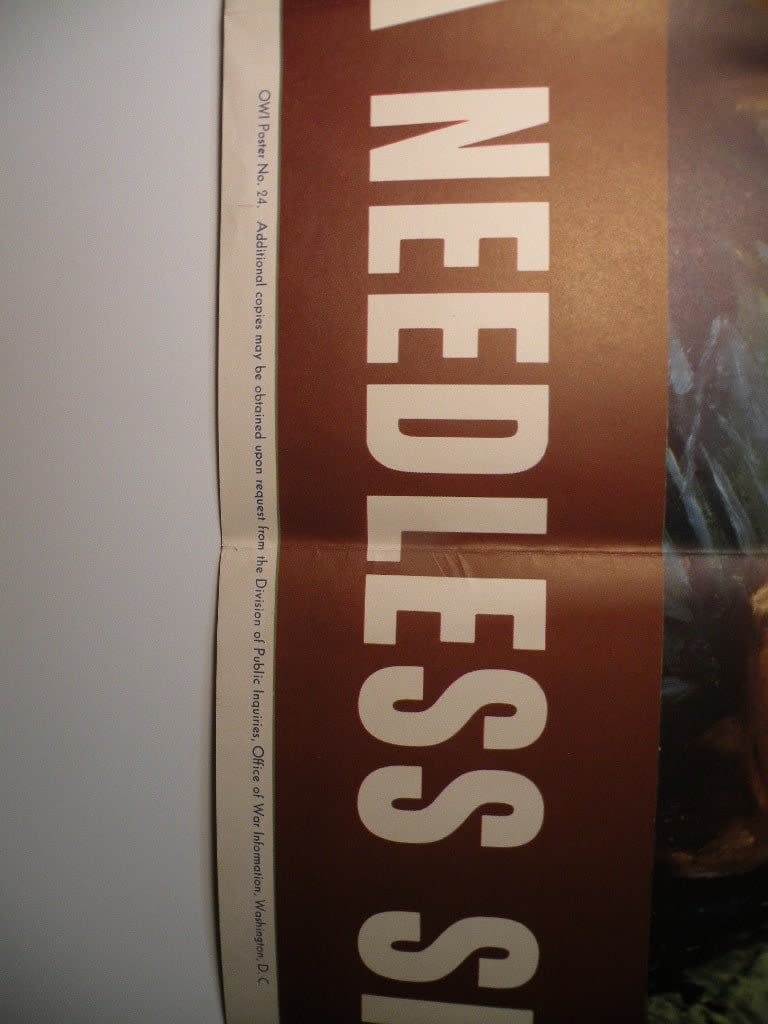 NEEDLESS
OWI Poster No. 24. Additional copies may be obtained upon request from the Division of Public Inquiries, Office of War Information, Washington, D. C.